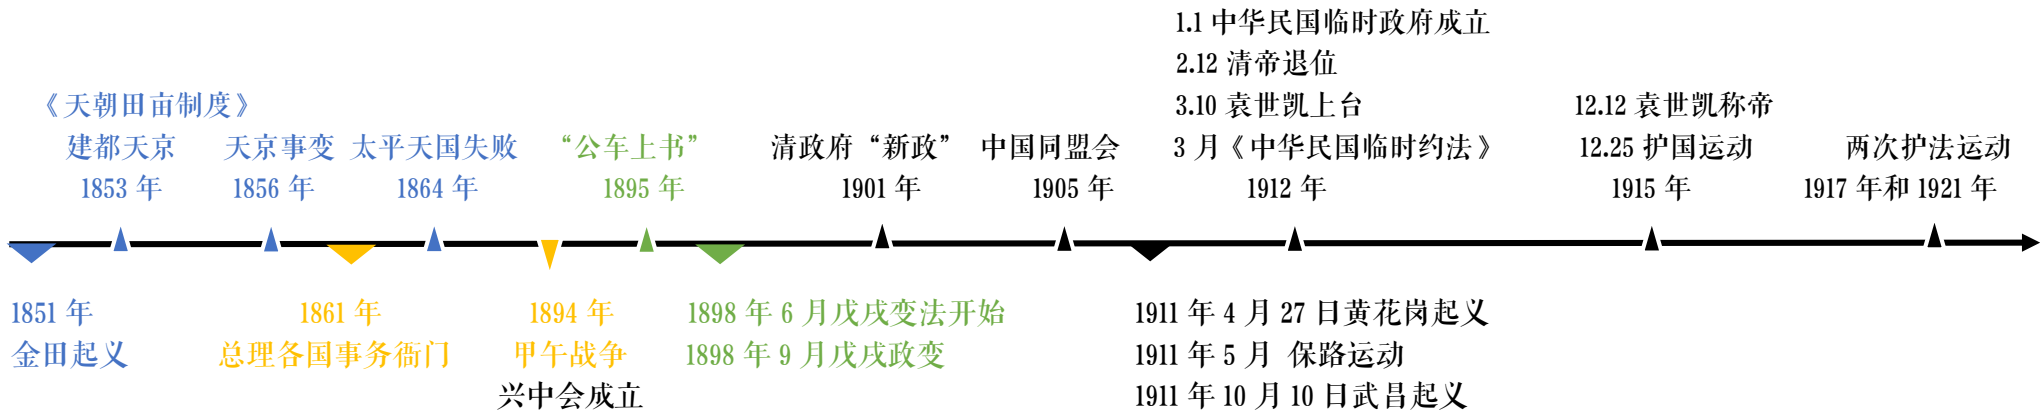 1.1 中华民国临时政府成立
2.12 清帝退位
3.10 袁世凯上台
3 月《中华民国临时约法》
1912 年
《天朝田亩制度》
建都天京
1853 年
天京事变
1856 年
太平天国失败
1864 年
“公车上书”
1895 年
清政府“新政”
1901 年
中国同盟会
1905 年
12.12 袁世凯称帝
12.25 护国运动
1915 年
两次护法运动
1917 年和 1921 年
1851 年
金田起义
1861 年
总理各国事务衙门
1894 年
甲午战争
兴中会成立
1898 年 6 月戊戌变法开始
1898 年 9 月戊戌政变
1911 年 4 月 27 日黄花岗起义
1911 年 5 月 保路运动
1911 年 10 月 10 日武昌起义